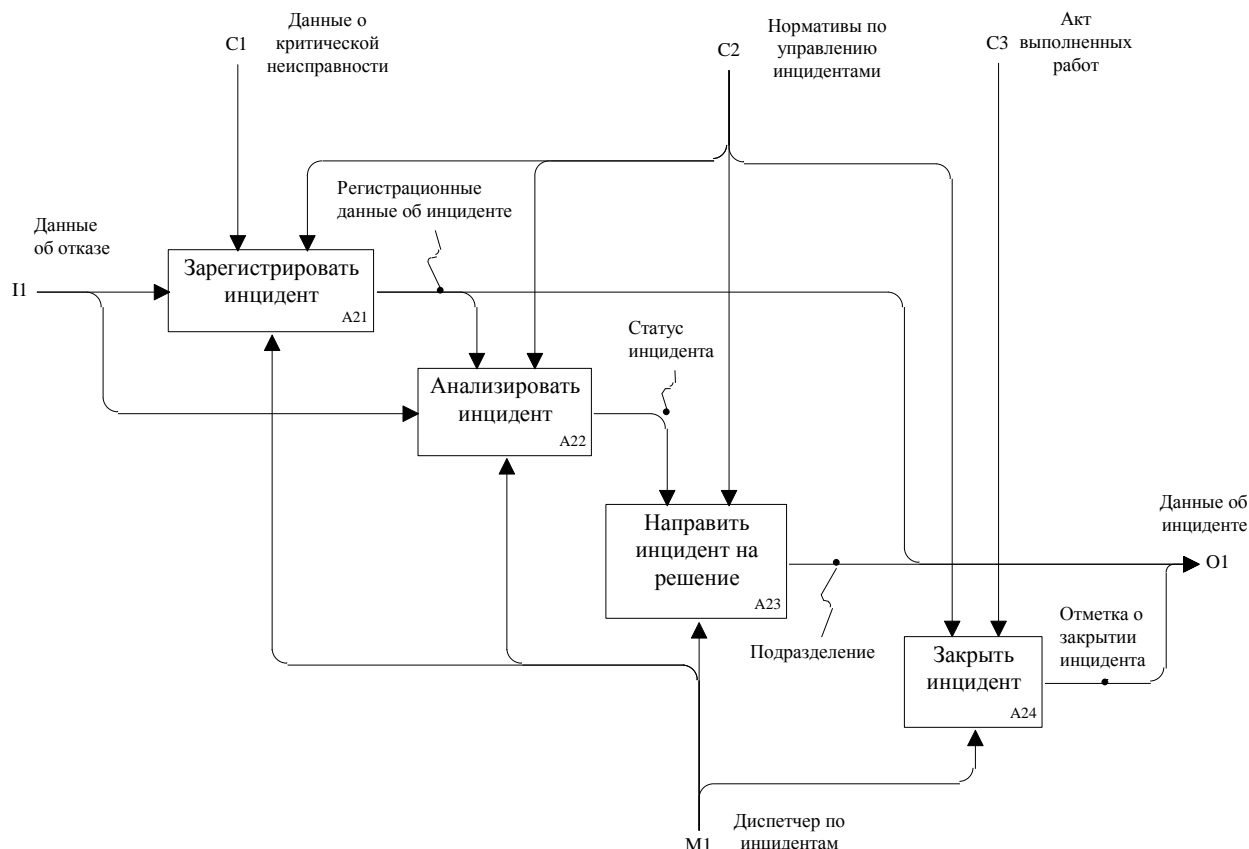 C1
Данные о
критической
неисправности
C2
Нормативы по
управлению
инцидентами
C3
Акт
выполненных
работ
Данные
об отказе
I1
Зарегистрировать
инцидент
A21
Регистрационные
данные об инциденте
Анализировать
инцидент
A22
Статус
инцидента
Направить
инцидент на
решение
A23
Подразделение
Данные об
инциденте
O1
Закрыть
инцидент
A24
Отметка о
закрытии
инцидента
M1
Диспетчер по
инцидентам